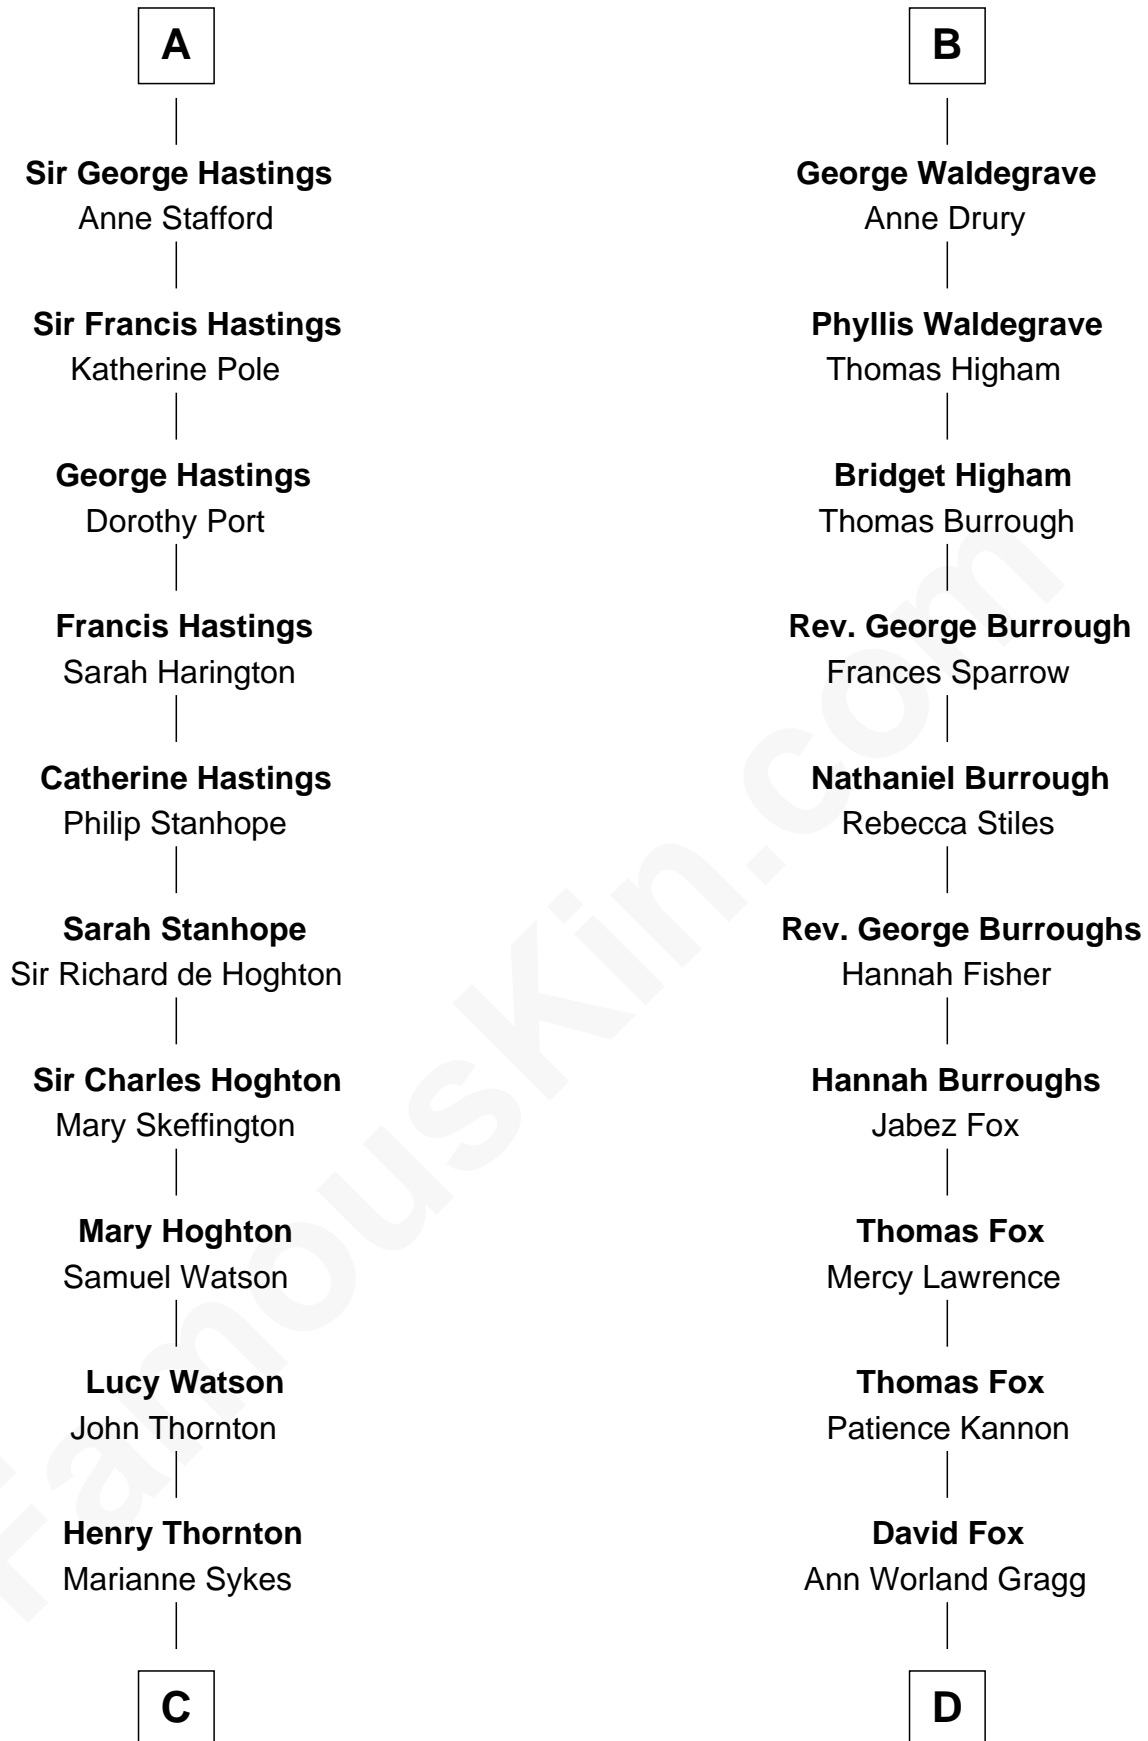 A
Sir George Hastings
Anne Stafford
Sir Francis Hastings
Katherine Pole
George Hastings
Dorothy Port
Francis Hastings
Sarah Harington
Catherine Hastings
Philip Stanhope
Sarah Stanhope
Sir Richard de Hoghton
Sir Charles Hoghton
Mary Skeffington
Mary Hoghton
Samuel Watson
Lucy Watson
John Thornton
Henry Thornton
Marianne Sykes
C
B
George Waldegrave
Anne Drury
Phyllis Waldegrave
Thomas Higham
Bridget Higham
Thomas Burrough
Rev. George Burrough
Frances Sparrow
Nathaniel Burrough
Rebecca Stiles
Rev. George Burroughs
Hannah Fisher
Hannah Burroughs
Jabez Fox
Thomas Fox
Mercy Lawrence
Thomas Fox
Patience Kannon
David Fox
Ann Worland Gragg
D
FamousKin.com